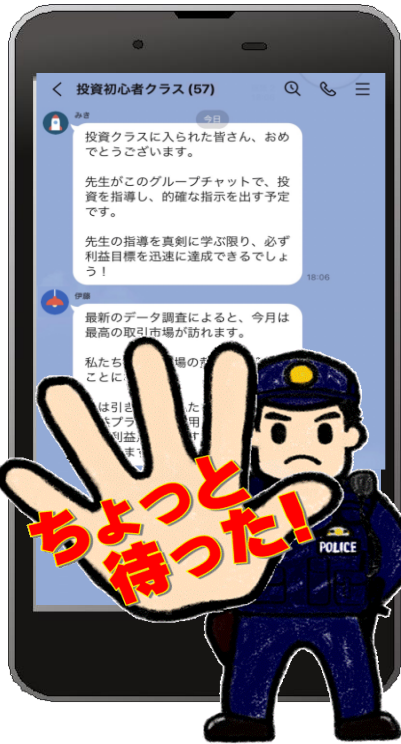 投資初心者クラス (57)
みき
今日
投資クラスに入られた皆さん、おめ
でとうございます。
先生がこのグループチャットで、投
資を指導し、的確な指示を出す予定
です。
先生の指導を真剣に学ぶ限り、必ず
利益目標を迅速に達成できるでしょ
う！
18:06
伊藤
最新のデータ調査によると、今月は
最高の取引市場が訪れます。
私たち
ことに
は引き
利益
ちょっと
待った!
POLICE